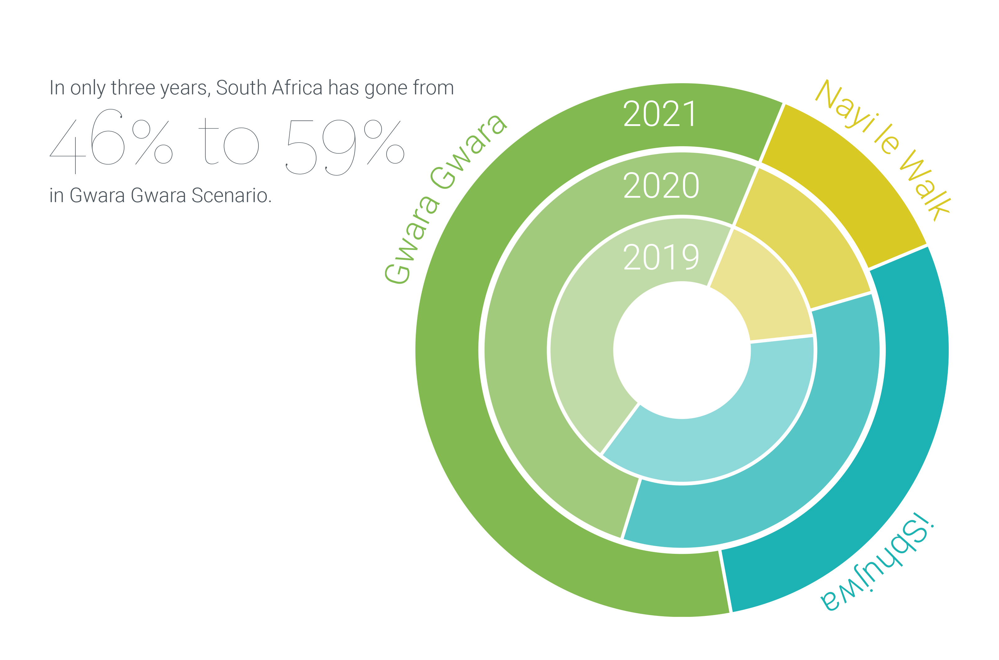 In only three years, South Africa has gone from
46% to 59%
in Gwara Gwara Scenario.
Gwara Gwara
Nayi le Walk
iSbhujwa
2021
2020
2019